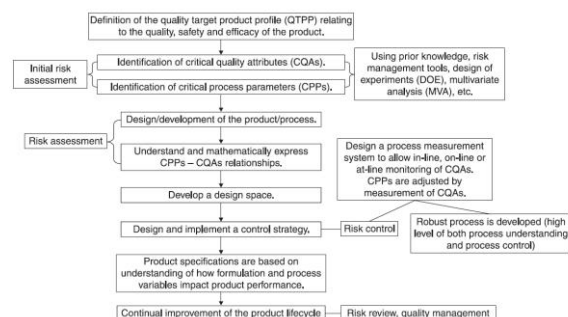 Definition of the quality target product profile (QTPP) relating
to the quality, safety and efficacy of the product.
Initial risk
assessment
Identification of critical quality attributes (CQAs).
Identification of critical process parameters (CPPs).
Using prior knowledge, risk
management tools, design of
experiments (DOE), multivariate
analysis (MVA), etc.
Design/development of the product/process.
Risk assessment
Understand and mathematically express
CPPs – CQAs relationships.
Develop a design space.
Design and implement a control strategy.
Risk control
Design a process measurement
system to allow in-line, on-line or
at-line monitoring of CQAs.
CPPs are adjusted by
measurement of CQAs.
Robust process is developed (high
level of both process understanding
and process control)
Product specifications are based on
understanding of how formulation and process
variables impact product performance.
Continual improvement of the product lifecycle
Risk review, quality management